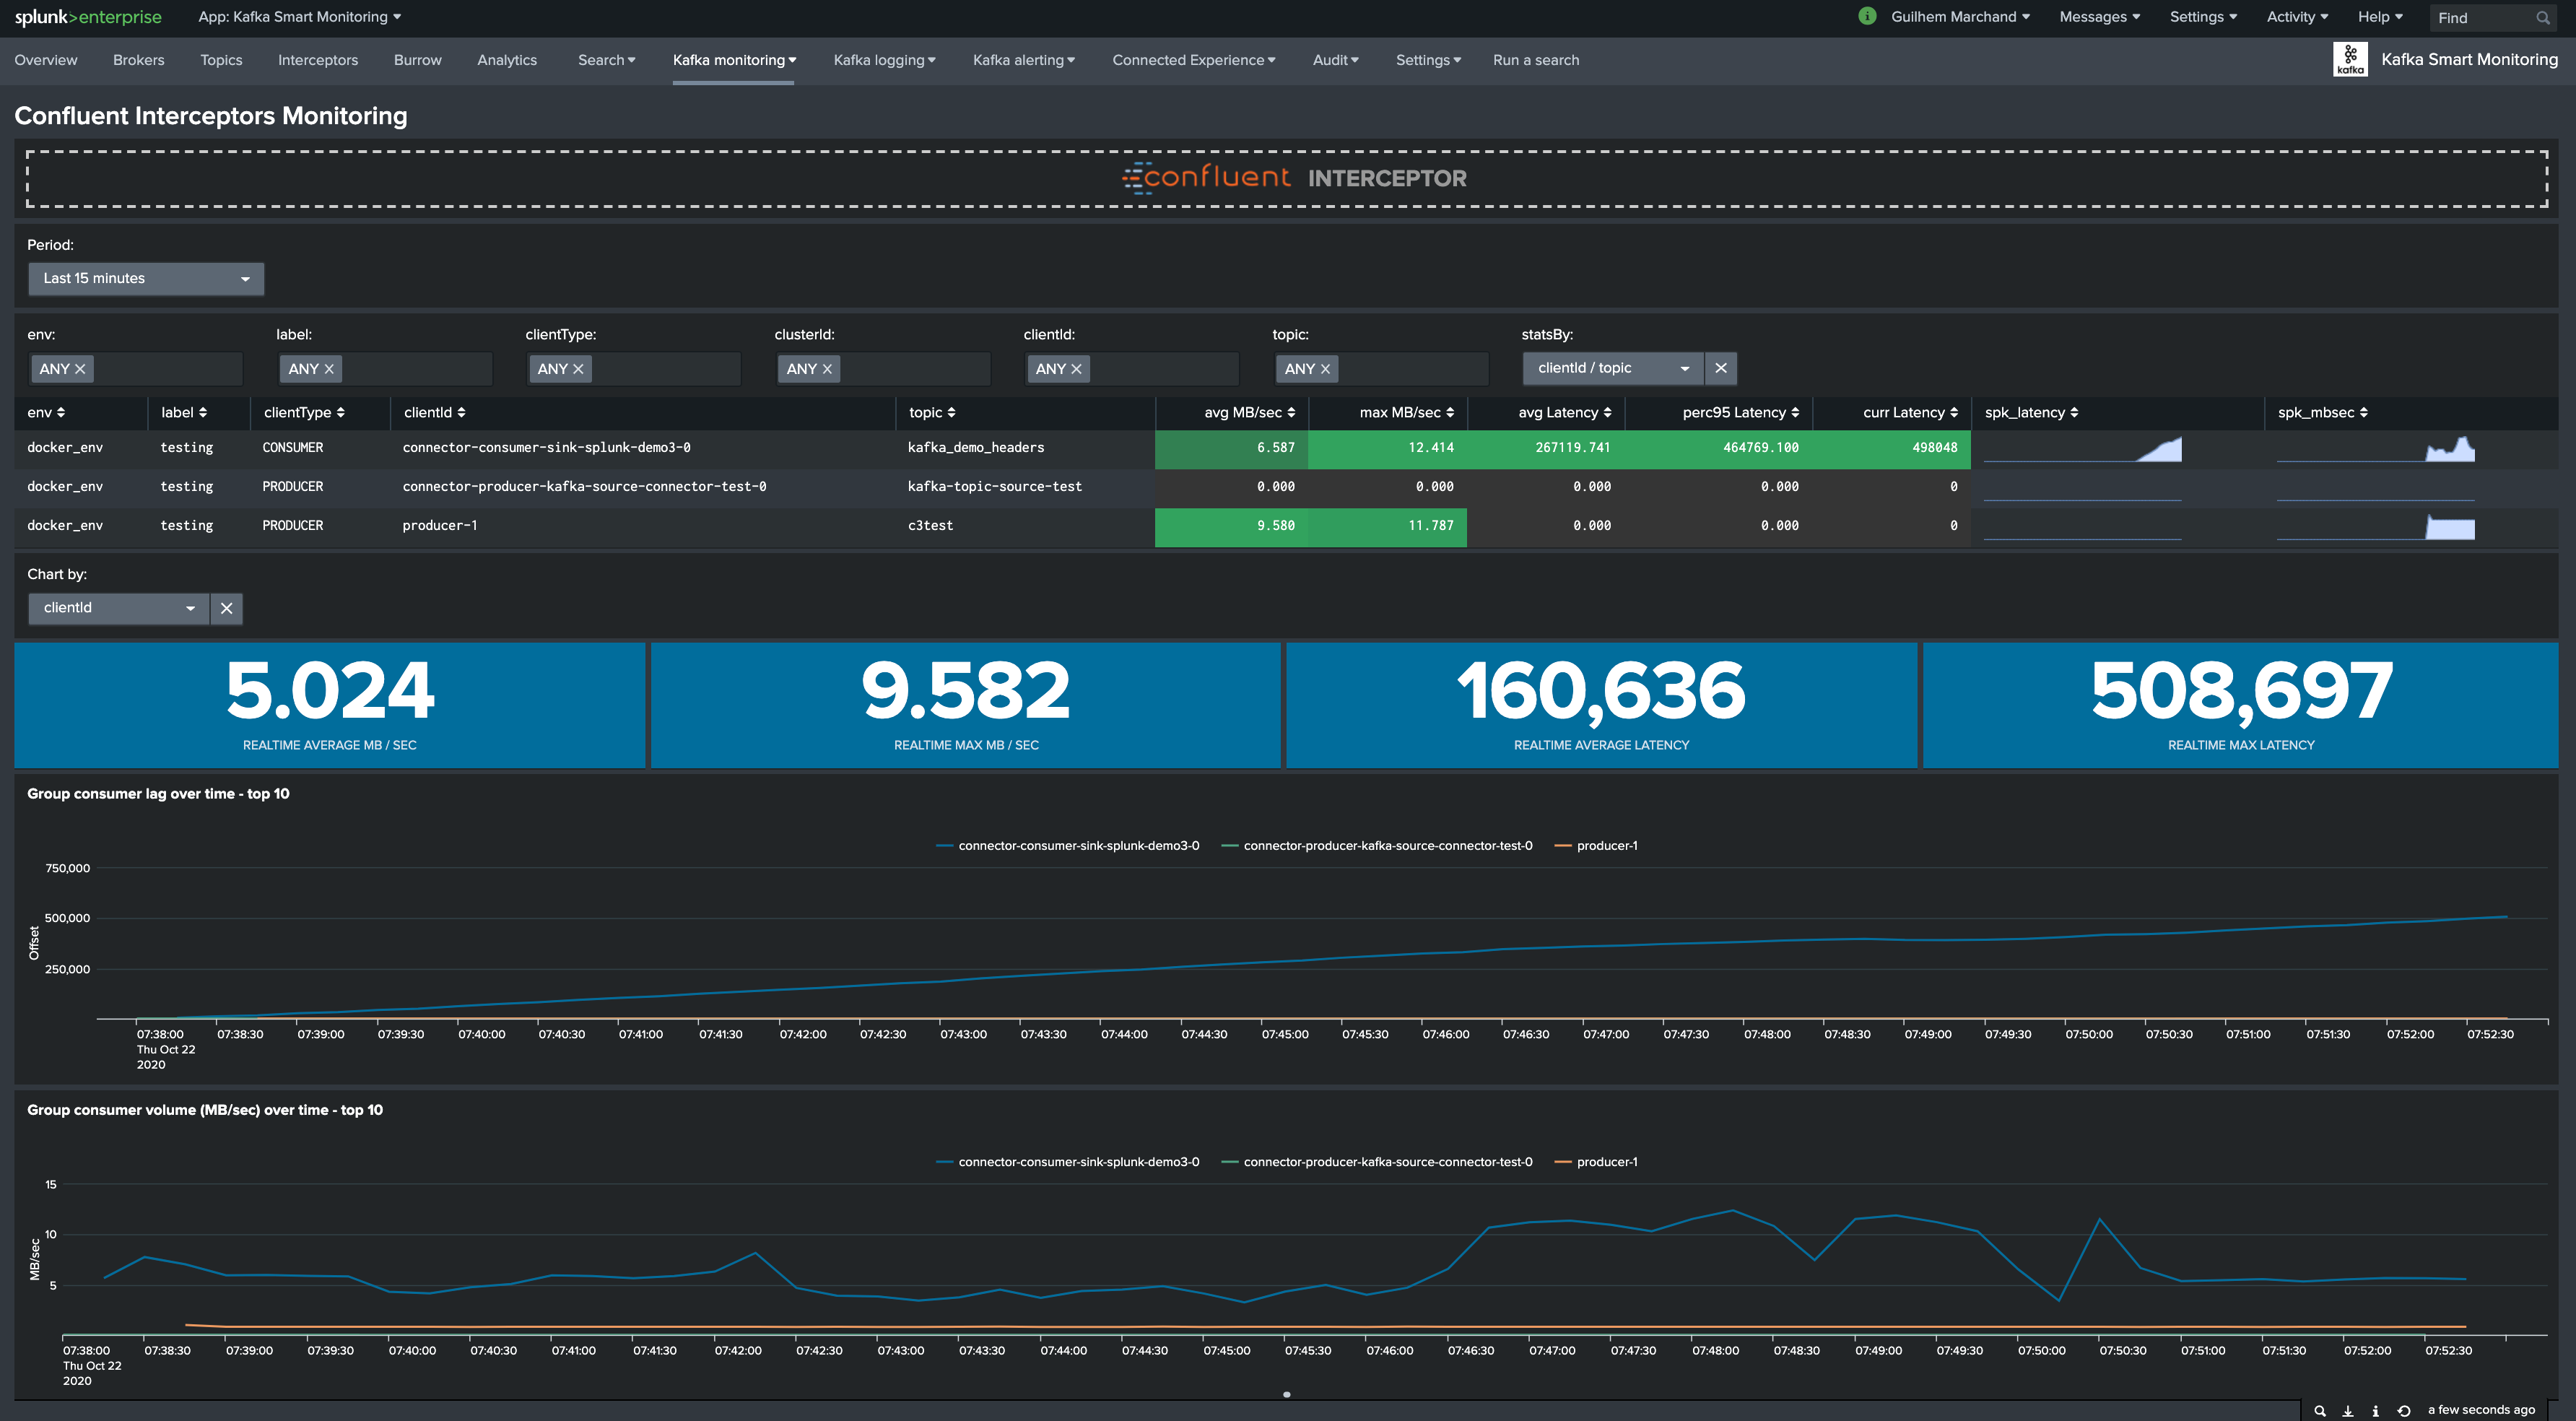 splunk>enterprise App: Kafka Smart Monitoring i Guilhem Marchand Messages Settings Activity Help Find
Overview Brokers Topics Interceptors Burrow Analytics Search Kafka monitoring Kafka logging Kafka alerting Connected Experience Audit Settings Run a search kafka Kafka Smart Monitoring
Confluent Interceptors Monitoring
confluent INTERCEPTOR
Period:
Last 15 minutes
env: label: clientType: clusterId: clientId: topic: statsBy:
ANY ANY ANY ANY ANY ANY clientId / topic
env label clientType clientId topic avg MB/sec max MB/sec avg Latency perc95 Latency curr Latency spk_latency spk_mbsec
docker_env testing CONSUMER connector-consumer-sink-splunk-demo3-0 kafka_demo_headers 6.587 12.414 267119.741 464769.100 498048
docker_env testing PRODUCER connector-producer-kafka-source-connector-test-0 kafka-topic-source-test 0.000 0.000 0.000 0.000 0
docker_env testing PRODUCER producer-1 c3test 9.580 11.787 0.000 0.000 0
Chart by:
clientId
5.024 9.582 160,636 508,697
REALTIME AVERAGE MB / SEC REALTIME MAX MB / SEC REALTIME AVERAGE LATENCY REALTIME MAX LATENCY
Group consumer lag over time - top 10
connector-consumer-sink-splunk-demo3-0 connector-producer-kafka-source-connector-test-0 producer-1
750,000
500,000
Offset
250,000
07:38:00 07:38:30 07:39:00 07:39:30 07:40:00 07:40:30 07:41:00 07:41:30 07:42:00 07:42:30 07:43:00 07:43:30 07:44:00 07:44:30 07:45:00 07:45:30 07:46:00 07:46:30 07:47:00 07:47:30 07:48:00 07:48:30 07:49:00 07:49:30 07:50:00 07:50:30 07:51:00 07:51:30 07:52:00 07:52:30
Thu Oct 22
2020
Group consumer volume (MB/sec) over time - top 10
connector-consumer-sink-splunk-demo3-0 connector-producer-kafka-source-connector-test-0 producer-1
15
10
MB/sec
5
07:38:00 07:38:30 07:39:00 07:39:30 07:40:00 07:40:30 07:41:00 07:41:30 07:42:00 07:42:30 07:43:00 07:43:30 07:44:00 07:44:30 07:45:00 07:45:30 07:46:00 07:46:30 07:47:00 07:47:30 07:48:00 07:48:30 07:49:00 07:49:30 07:50:00 07:50:30 07:51:00 07:51:30 07:52:00 07:52:30
Thu Oct 22
2020
a few seconds ago